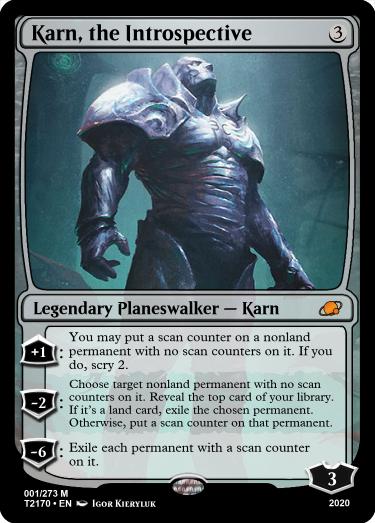 Karn, the Introspective 3
Legendary Planeswalker — Karn
+1: You may put a scan counter on a nonland
permanent with no scan counters on it. If you
do, scry 2.
-2: Choose target nonland permanent with no scan
counters on it. Reveal the top card of your library.
If it's a land card, exile the chosen permanent.
Otherwise, put a scan counter on that permanent.
-6: Exile each permanent with a scan counter
on it.
3
001/273 M
T2170 • EN Igor Kieryluk
2020